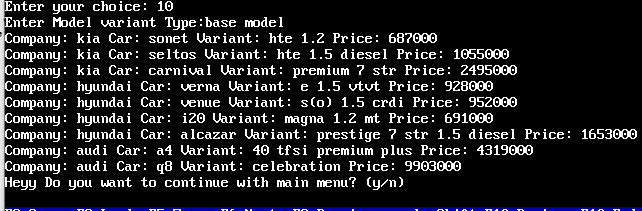 Enter your choice: 10
Enter Model variant Type:base model
Company: kia Car: sonet Variant: hte 1.2 Price: 687000
Company: kia Car: seltos Variant: hte 1.5 diesel Price: 1055000
Company: kia Car: carnival Variant: premium 7 str Price: 2495000
Company: hyundai Car: verna Variant: e 1.5 vtvt Price: 928000
Company: hyundai Car: venue Variant: s(o) 1.5 crdi Price: 952000
Company: hyundai Car: i20 Variant: magna 1.2 mt Price: 691000
Company: hyundai Car: alcazar Variant: prestige 7 str 1.5 diesel Price: 1653000
Company: audi Car: a4 Variant: 40 tfsi premium plus Price: 4319000
Company: audi Car: q8 Variant: celebration Price: 9903000
Heyy Do you want to continue with main menu? (y/n)